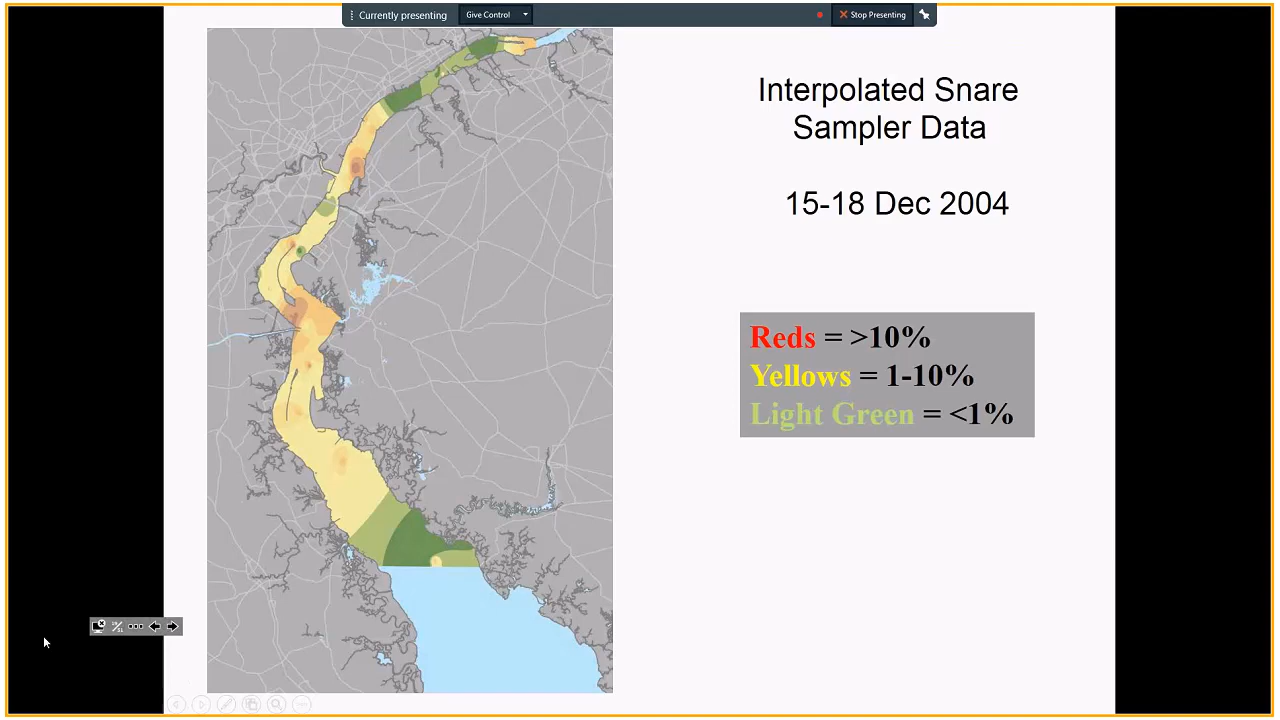 Currently presenting
Give Control
Stop Presenting
Interpolated Snare
Sampler Data
15-18 Dec 2004
Reds = >10%
Yellows = 1-10%
Light Green = <1%